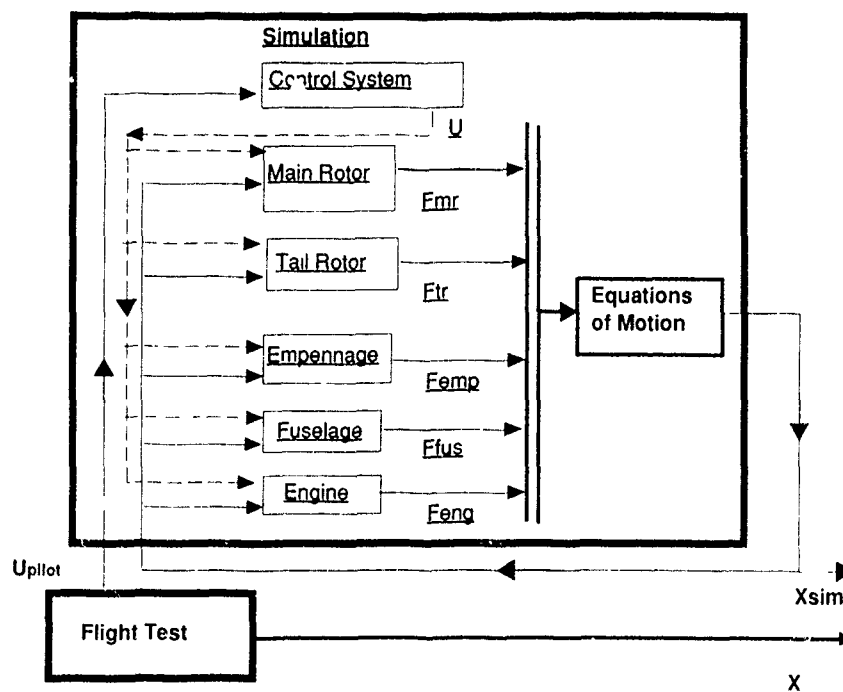 Simulation
Control System
U
Main Rotor
Fmr
Tail Rotor
Ftr
Equations
of Motion
Empennage
Femp
Fuselage
Ffus
Engine
Feng
Upilot
Xsim
Flight Test
X